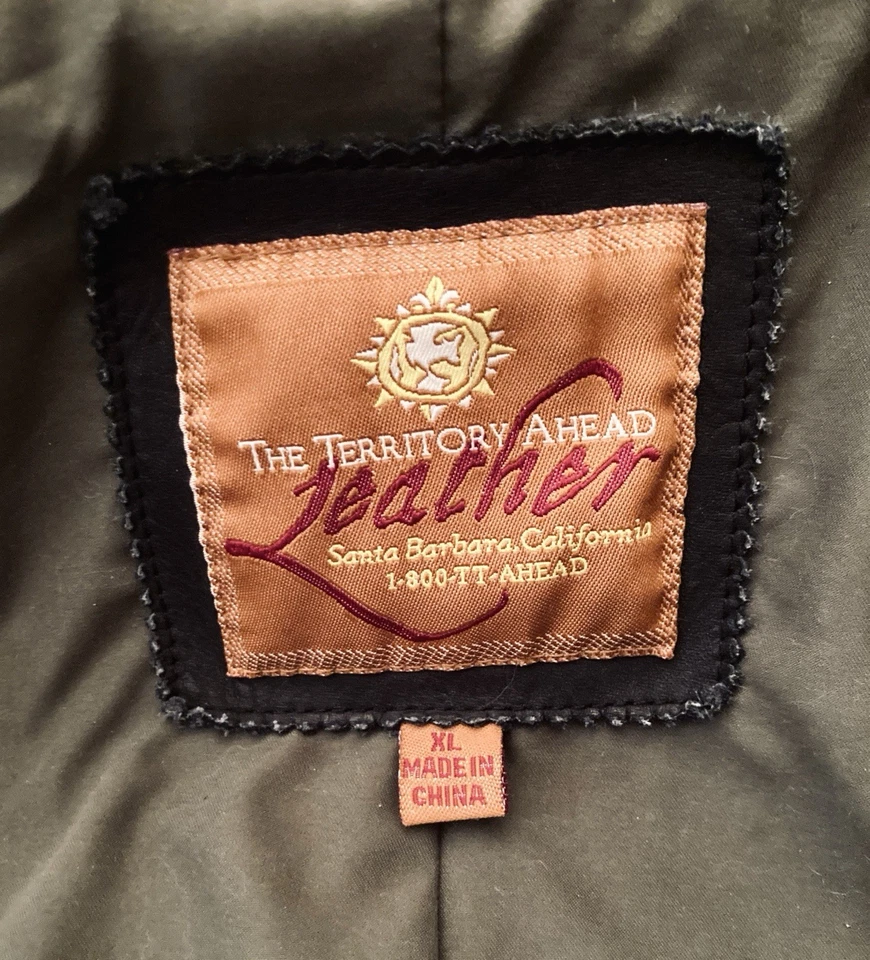 THE TERRITORY AHEAD
Leather
Santa Barbara, California
1-800-TT-AHEAD
XL
MADE IN
CHINA